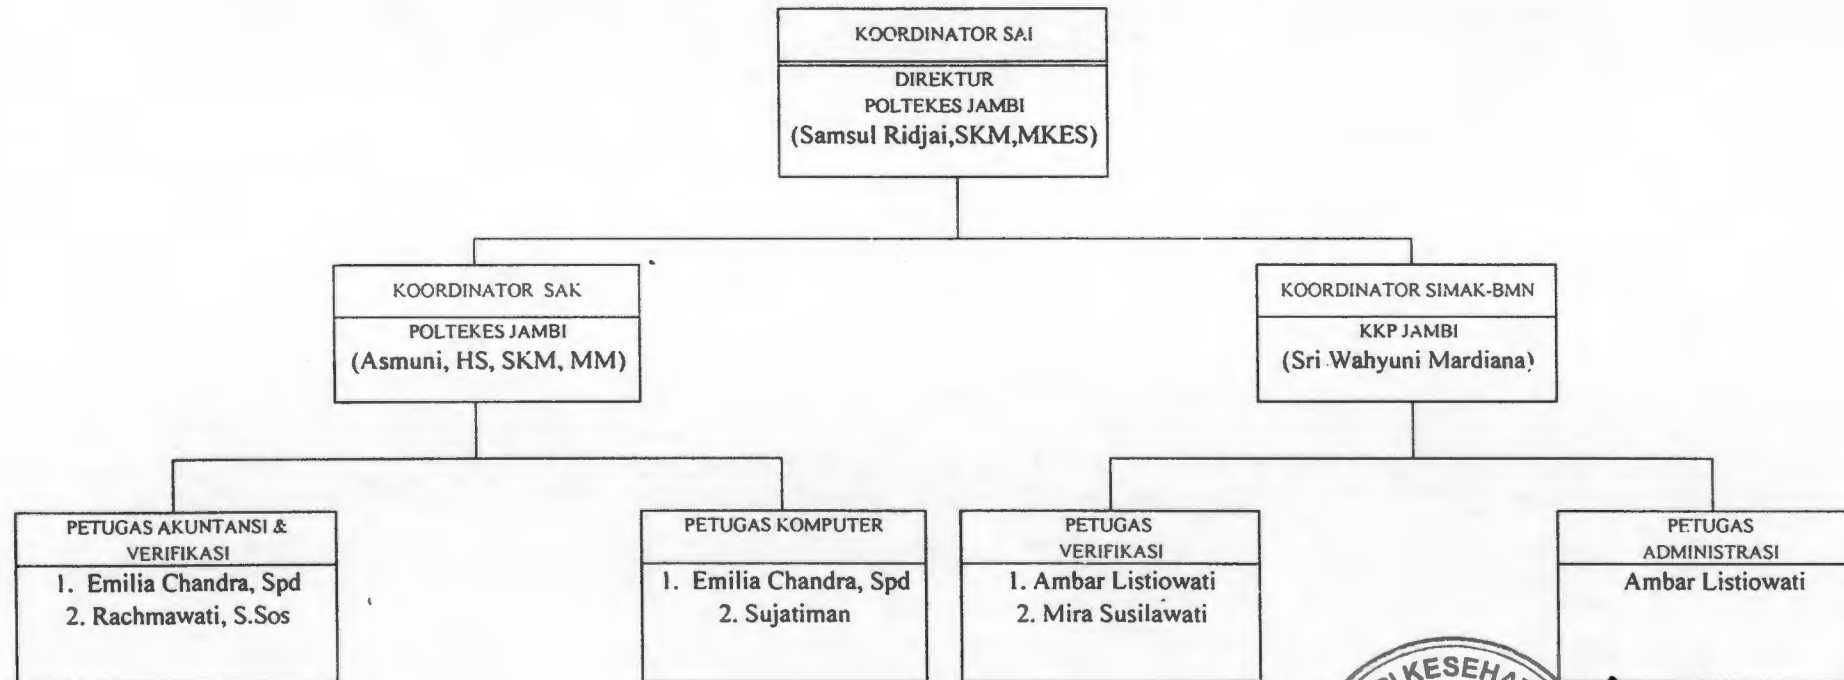 KOORDINATOR SAI
DIREKTUR
POLTEKES JAMBI
(Samsul Ridjai,SKM,MKES)
KOORDINATOR SAK
POLTEKES JAMBI
(Asmuni, HS, SKM, MM)
KOORDINATOR SIMAK-BMN
KKP JAMBI
(Sri Wahyuni Mardiana)
PETUGAS AKUNTANSI &
VERIFIKASI
1. Emilia Chandra, Spd
2. Rachmawati, S.Sos
PETUGAS KOMPUTER
1. Emilia Chandra, Spd
2. Sujatiman
PETUGAS
VERIFIKASI
1. Ambar Listiowati
2. Mira Susilawati
PETUGAS
ADMINISTRASI
Ambar Listiowati